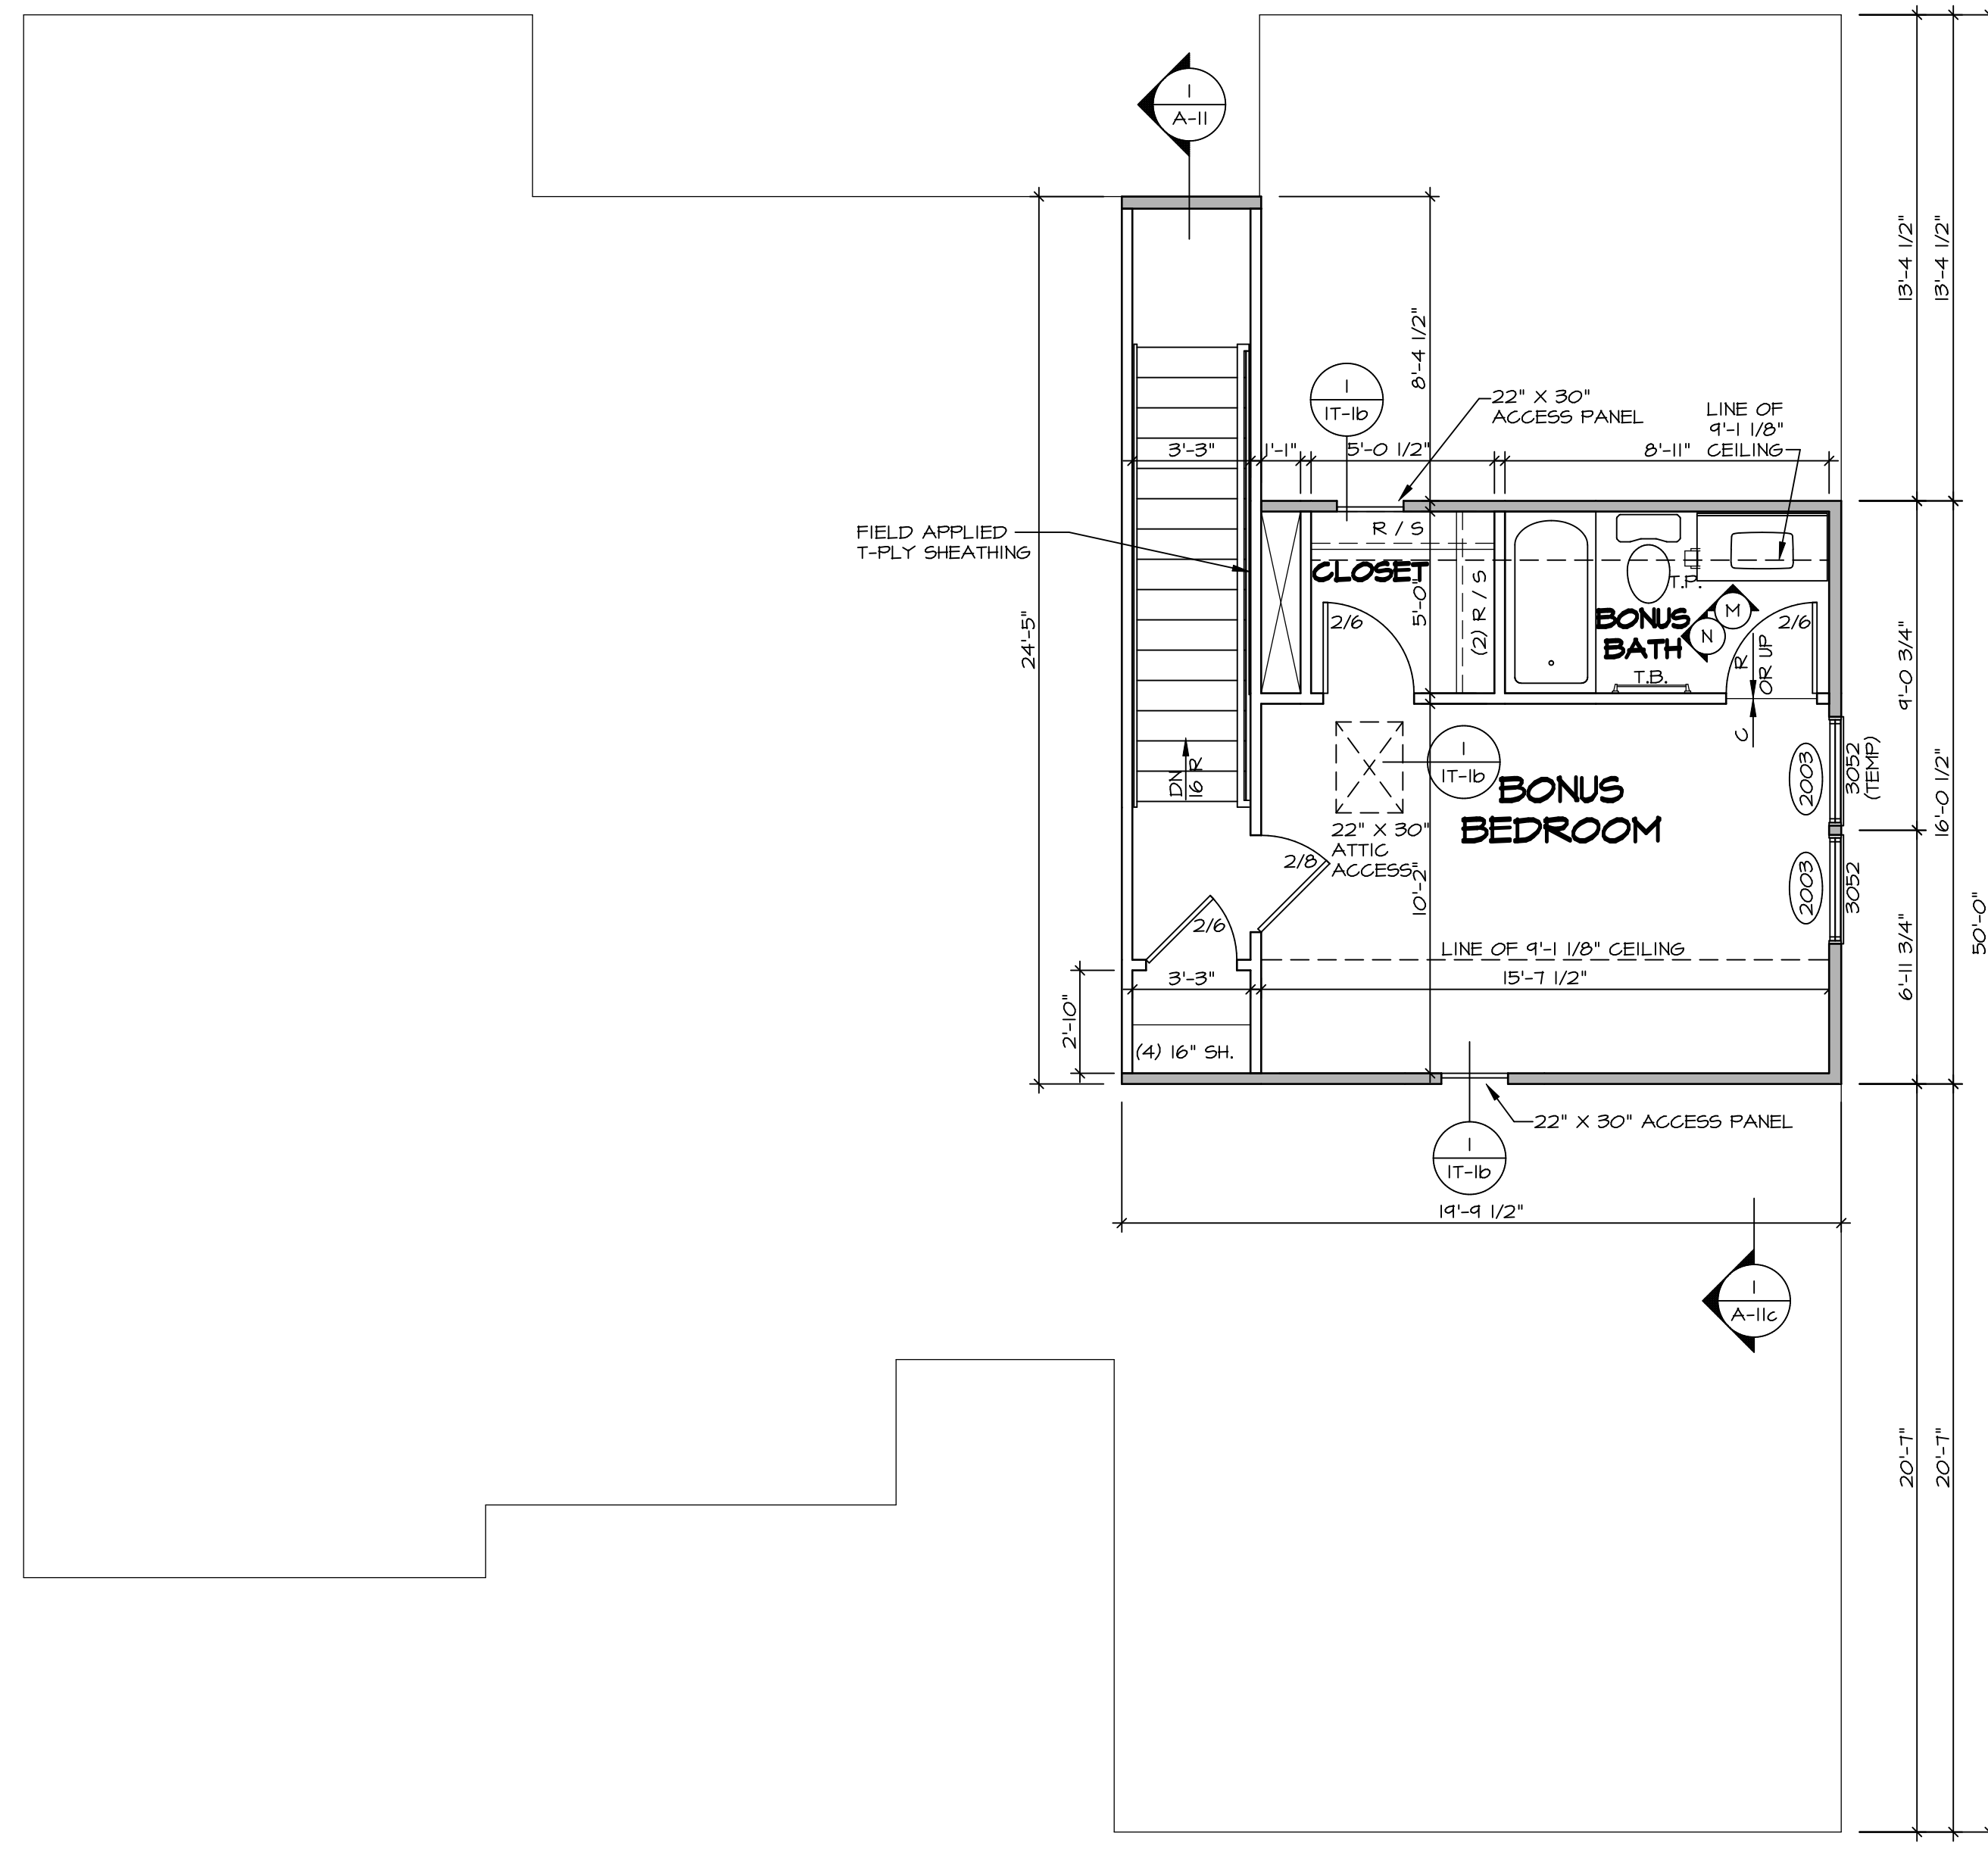 1
A-11
13'-4 1/2"
13'-4 1/2"
8'-4 1/2"
1
1T-1b
22" X 30"
ACCESS PANEL
LINE OF
9'-1 1/8"
CEILING
3'-3"
1'-1"
5'-0 1/2"
8'-11"
FIELD APPLIED
T-PLY SHEATHING
R / S
CLOSET
5'-0"
(2) R / S
T.P.
2/6
BONUS
BATH
M
N
2/6
T.B.
R
OR UP
C
24'-5"
9'-0 3/4"
DN
16 R
1
1T-1b
BONUS
BEDROOM
2003
3052
(TEMP)
16'-0 1/2"
22" X 30"
ATTIC
ACCESS
2/8
10'-2"
2003
3052
2/6
50'-0"
LINE OF 9'-1 1/8" CEILING
3'-3"
15'-7 1/2"
6'-11 3/4"
2'-10"
(4) 16" SH.
22" X 30" ACCESS PANEL
1
1T-1b
19'-9 1/2"
1
A-11c
20'-7"
20'-7"